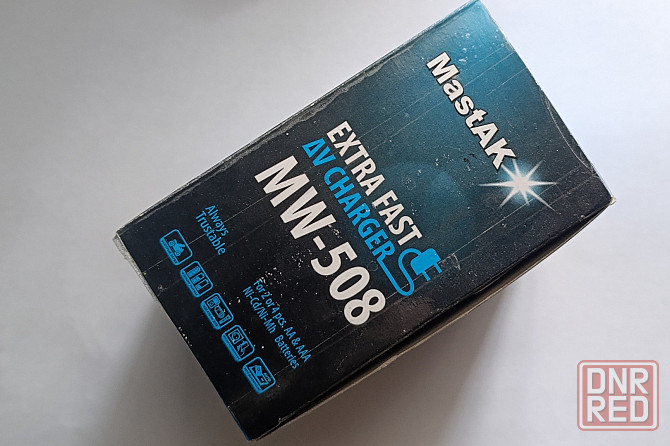 MastAK
EXTRA FAST
ΔV CHARGER
MW-508
Always
Trustable
For 2 or 4 pcs. AA & AAA
Ni-Cd/Ni-Mh Batteries
DNR
RED